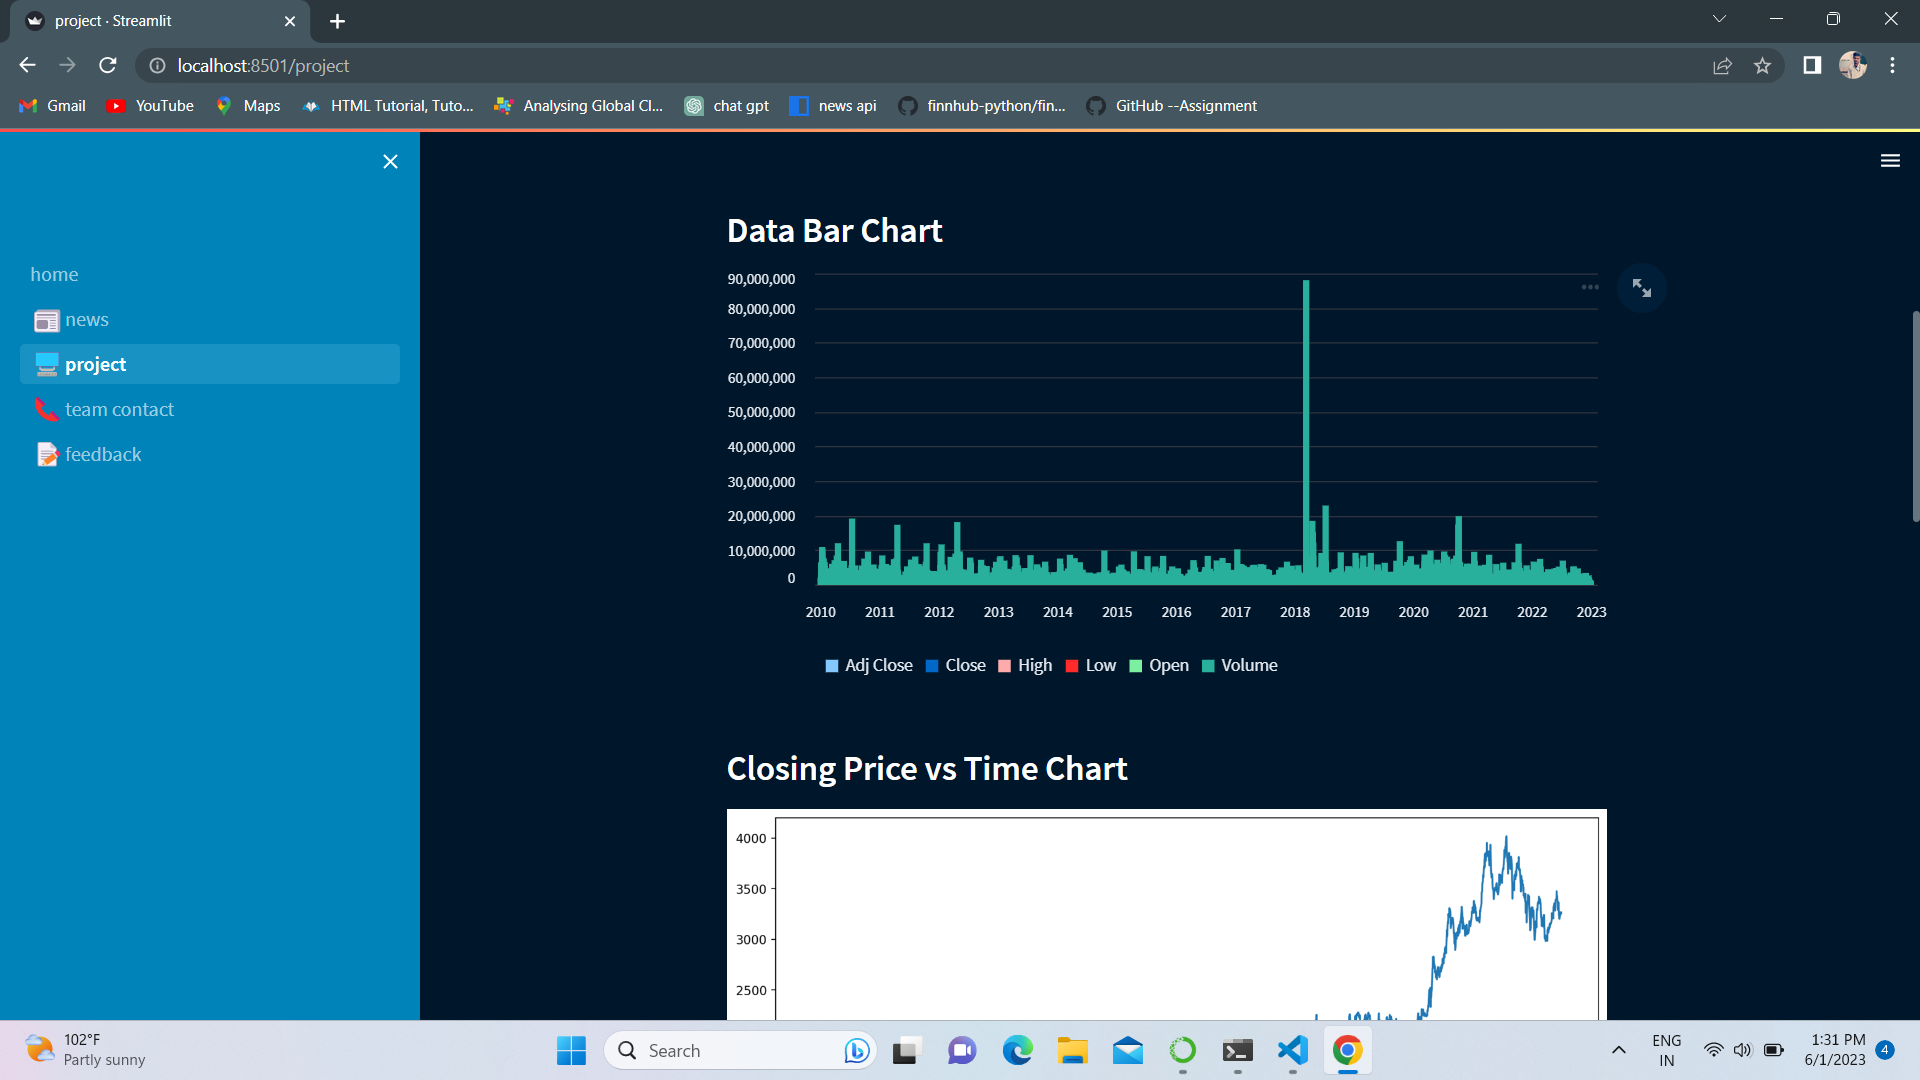 project · Streamlit
localhost:8501/project
Gmail YouTube Maps HTML Tutorial, Tuto... Analysing Global Cl... chat gpt news api finnhub-python/fin... GitHub --Assignment
home
news
project
team contact
feedback
Data Bar Chart
90,000,000
80,000,000
70,000,000
60,000,000
50,000,000
40,000,000
30,000,000
20,000,000
10,000,000
0
2010 2011 2012 2013 2014 2015 2016 2017 2018 2019 2020 2021 2022 2023
Adj Close Close High Low Open Volume
Closing Price vs Time Chart
4000
3500
3000
2500
102°F
Partly sunny
Search
ENG
IN
1:31 PM
6/1/2023
4